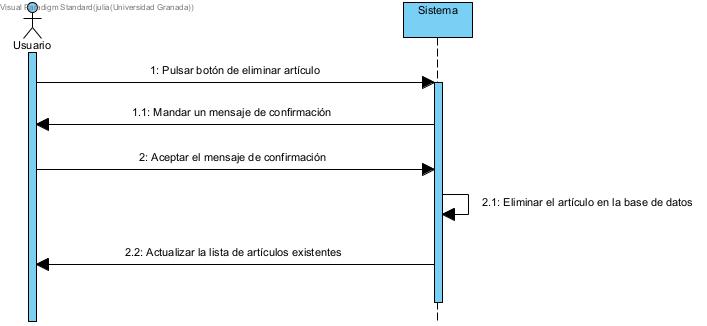 Visual Paradigm Standard(julia(Universidad Granada))
Sistema
Usuario
1: Pulsar botón de eliminar artículo
1.1: Mandar un mensaje de confirmación
2: Aceptar el mensaje de confirmación
2.1: Eliminar el artículo en la base de datos
2.2: Actualizar la lista de artículos existentes